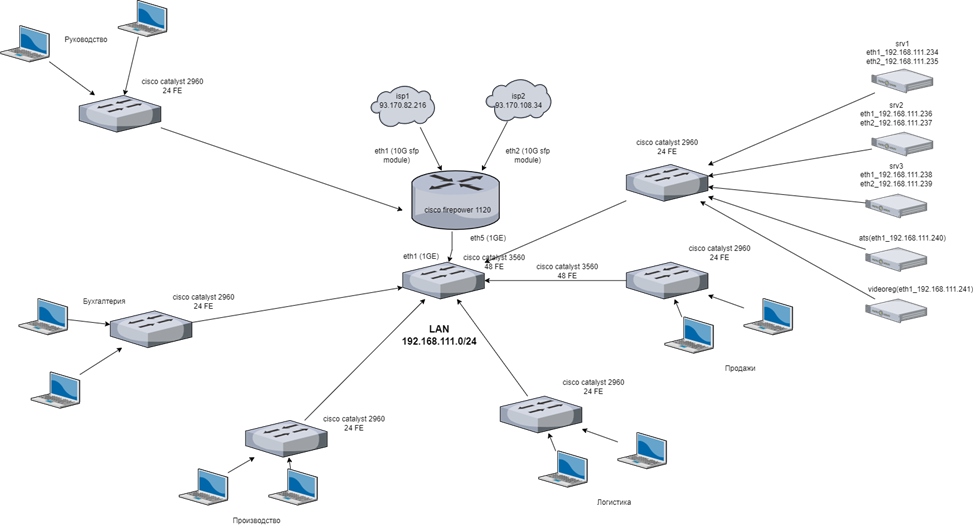 Руководство
cisco catalyst 2960
24 FE
isp1
93.170.82.216
isp2
93.170.108.34
eth1 (10G sfp
module)
eth2 (10G sfp
module)
cisco firepower 1120
eth5 (1GE)
eth1 (1GE)
cisco catalyst 3560
48 FE
LAN
192.168.111.0/24
cisco catalyst 2960
24 FE
srv1
eth1_192.168.111.234
eth2_192.168.111.235
srv2
eth1_192.168.111.236
eth2_192.168.111.237
srv3
eth1_192.168.111.238
eth2_192.168.111.239
ats(eth1_192.168.111.240)
videoreg(eth1_192.168.111.241)
cisco catalyst 3560
48 FE
cisco catalyst 2960
24 FE
Продажи
Бухгалтерия
cisco catalyst 2960
24 FE
cisco catalyst 2960
24 FE
Производство
cisco catalyst 2960
24 FE
Логистика